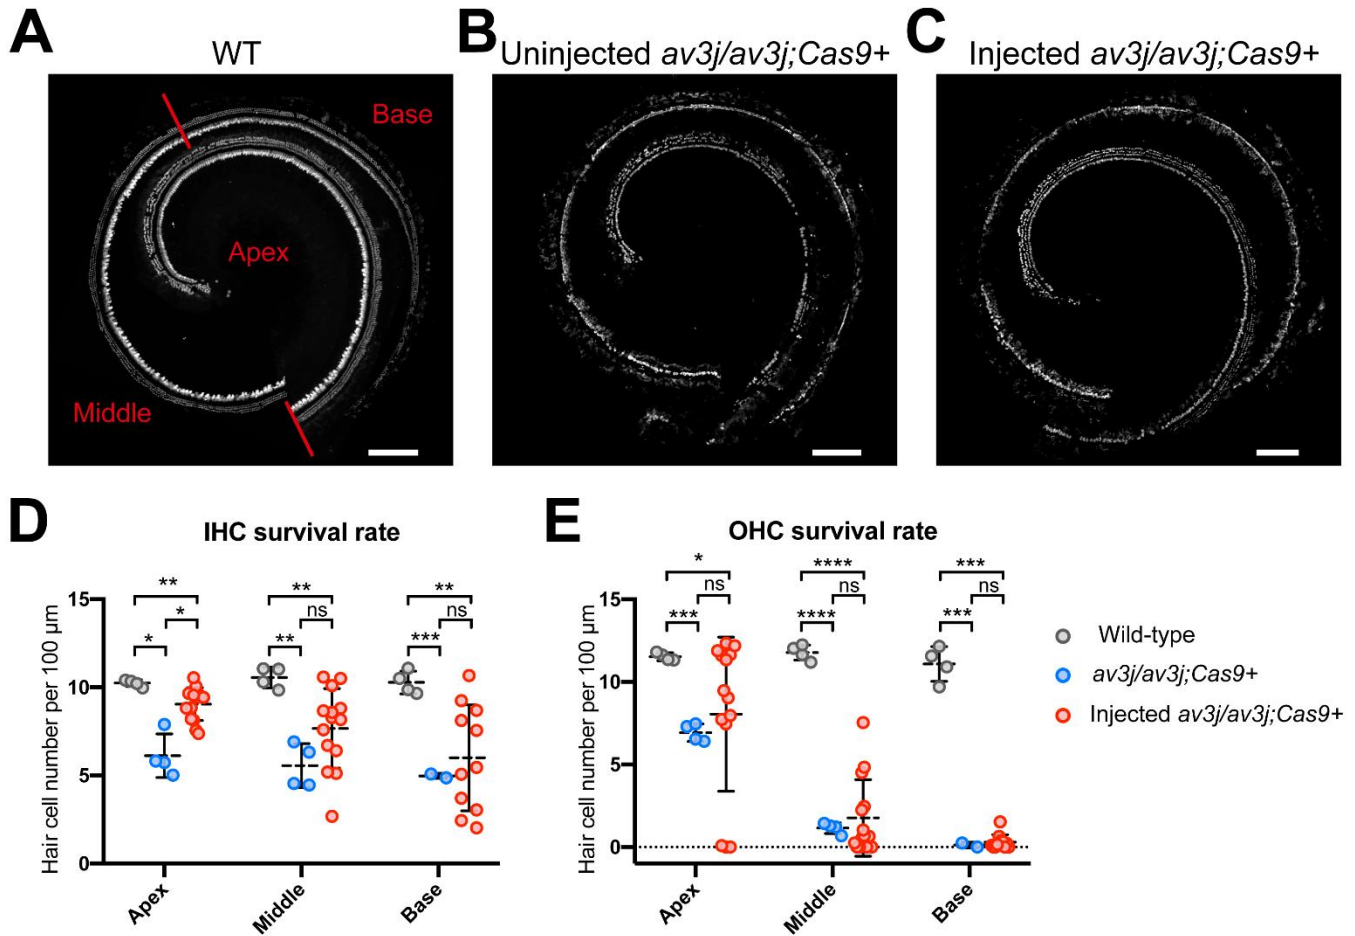 A
WT
Base
Apex
Middle
B
Uninjected av3j/av3j;Cas9+
C
Injected av3j/av3j;Cas9+
D
IHC survival rate
Hair cell number per 100 µm
15
10
5
0
** 
*
*
**
ns
**
**
ns
***
Apex
Middle
Base
E
OHC survival rate
Hair cell number per 100 µm
15
10
5
0
*
ns
***
****
ns
****
***
ns
***
Apex
Middle
Base
Wild-type
av3j/av3j;Cas9+
Injected av3j/av3j;Cas9+